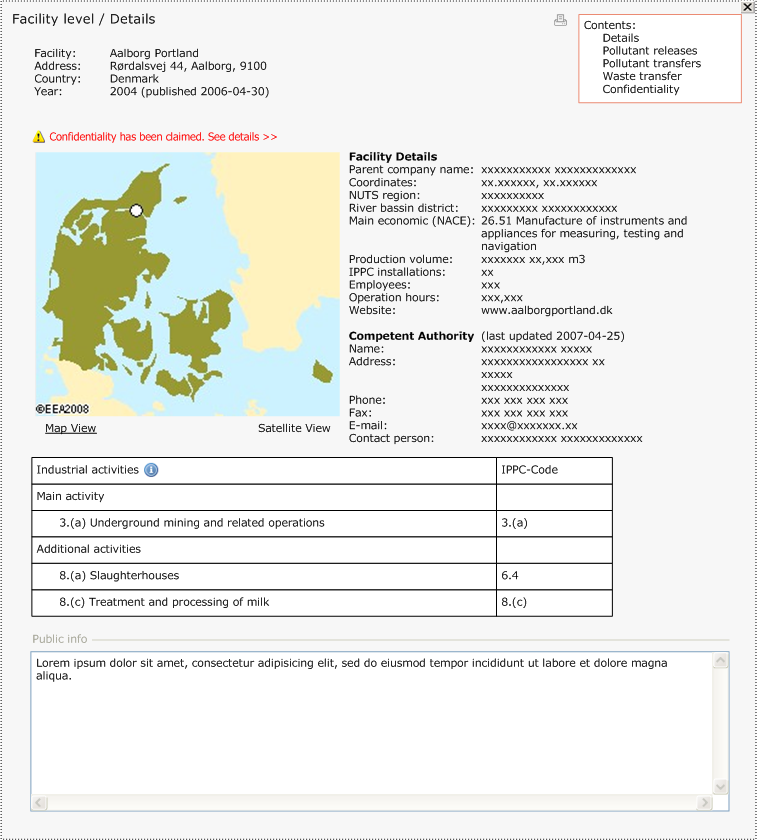 Facility level / Details
Contents:
Details
Pollutant releases
Pollutant transfers
Waste transfer
Confidentiality
Facility: Aalborg Portland
Address: Rørdalsvej 44, Aalborg, 9100
Country: Denmark
Year: 2004 (published 2006-04-30)
Confidentiality has been claimed. See details >>
©EEA2008
Map View Satellite View
Facility Details
Parent company name: xxxxxxxxxxx xxxxxxxxxxxxx
Coordinates: xx.xxxxxx, xx.xxxxxx
NUTS region: xxxxxxxxxx
River bassin district: xxxxxxxxx xxxxxxxxxxxx
Main economic (NACE): 26.51 Manufacture of instruments and
appliances for measuring, testing and
navigation
Production volume: xxxxxxx xx,xxx m3
IPPC installations: xx
Employees: xxx
Operation hours: xxx,xxx
Website: www.aalborgportland.dk
Competent Authority (last updated 2007-04-25)
Name: xxxxxxxxxxxx xxxxx
Address: xxxxxxxxxxxxxxxxx xx
xxxxx
xxxxxxxxxxxxxx
Phone: xxx xxx xxx xxx
Fax: xxx xxx xxx xxx
E-mail: xxxx@xxxxxxx.xx
Contact person: xxxxxxxxxxxx xxxxxxxxxxxxx
Industrial activities IPPC-Code
Main activity
3.(a) Underground mining and related operations 3.(a)
Additional activities
8.(a) Slaughterhouses 6.4
8.(c) Treatment and processing of milk 8.(c)
Public info
Lorem ipsum dolor sit amet, consectetur adipisicing elit, sed do eiusmod tempor incididunt ut labore et dolore magna
aliqua.